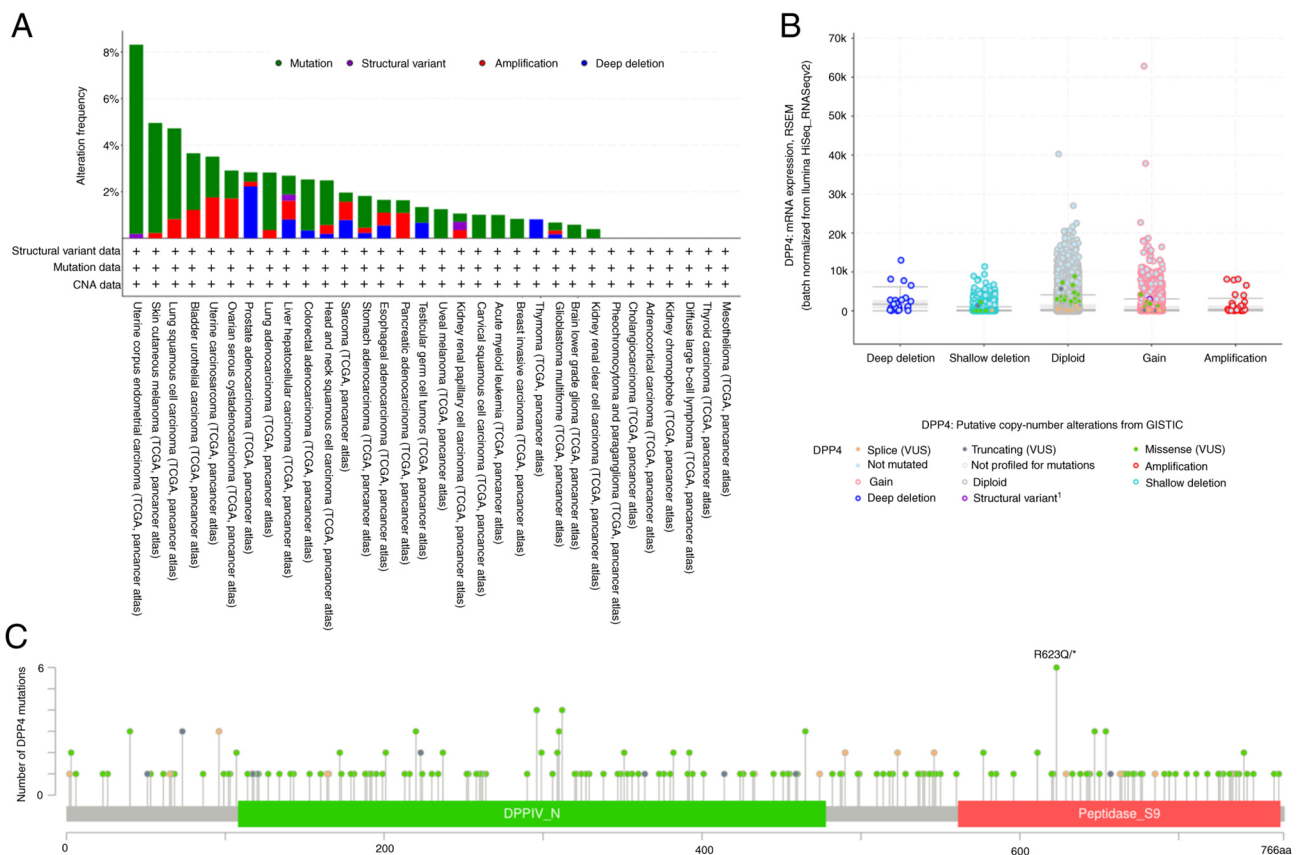 A
8%
6%
4%
2%
Alteration frequency
Mutation
Structural variant
Amplification
Deep deletion
Structural variant data
Mutation data
CNA data
+ + + + + + + + + + + + + + + + + + + + + + + + + + + + + + + +
+ + + + + + + + + + + + + + + + + + + + + + + + + + + + + + + +
+ + + + + + + + + + + + + + + + + + + + + + + + + + + + + + + +
Uterine corpus endometrial carcinoma (TCGA, pancancer atlas)
Skin cutaneous melanoma (TCGA, pancancer atlas)
Lung squamous cell carcinoma (TCGA, pancancer atlas)
Bladder urothelial carcinoma (TCGA, pancancer atlas)
Uterine carcinosarcoma (TCGA, pancancer atlas)
Ovarian serous cystadenocarcinoma (TCGA, pancancer atlas)
Prostate adenocarcinoma (TCGA, pancancer atlas)
Lung adenocarcinoma (TCGA, pancancer atlas)
Liver hepatocellular carcinoma (TCGA, pancancer atlas)
Colorectal adenocarcinoma (TCGA, pancancer atlas)
Head and neck squamous cell carcinoma (TCGA, pancancer atlas)
Sarcoma (TCGA, pancancer atlas)
Stomach adenocarcinoma (TCGA, pancancer atlas)
Esophageal adenocarcinoma (TCGA, pancancer atlas)
Pancreatic adenocarcinoma (TCGA, pancancer atlas)
Testicular germ cell tumors (TCGA, pancancer atlas)
Uveal melanoma (TCGA, pancancer atlas)
Kidney renal papillary cell carcinoma (TCGA, pancancer atlas)
Carvical squamous cell carcinoma (TCGA, pancancer atlas)
Acute myeloid leukemia (TCGA, pancancer atlas)
Breast invasive carcinoma (TCGA, pancancer atlas)
Thymoma (TCGA, pancancer atlas)
Glioblastoma multiforme (TCGA, pancancer atlas)
Brain lower grade glioma (TCGA, pancancer atlas)
Kidney renal clear cell carcinoma (TCGA, pancancer atlas)
Pheochromocytoma and paraganglioma (TCGA, pancancer atlas)
Cholangiocarcinoma (TCGA, pancancer atlas)
Adrenocortical carcinoma (TCGA, pancancer atlas)
Kidney chromophobe (TCGA, pancancer atlas)
Diffuse large b-cell lymphoma (TCGA, pancancer atlas)
Thyroid carcinoma (TCGA, pancancer atlas)
Mesothelioma (TCGA, pancancer atlas)
B
DPP4: mRNA expression, RSEM
(batch normalized from Ilumina HiSeq_RNASeqv2)
70k
60k
50k
40k
30k
20k
10k
0
Deep deletion
Shallow deletion
Diploid
Gain
Amplification
DPP4: Putative copy-number alterations from GISTIC
DPP4
Splice (VUS)
Truncating (VUS)
Missense (VUS)
Not mutated
Not profiled for mutations
Amplification
Gain
Diploid
Shallow deletion
Deep deletion
Structural variant1
C
Number of DPP4 mutations
6
0
R623Q/*
DPPIV_N
Peptidase_S9
0
200
400
600
766aa